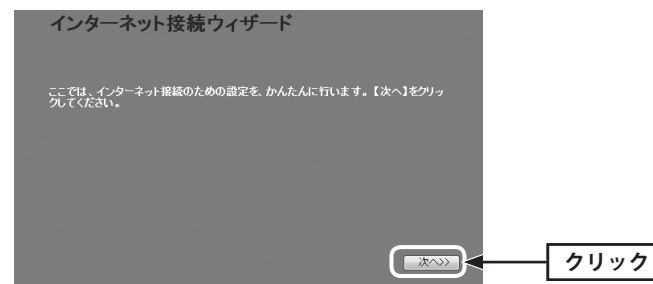 インターネット接続ウィザード
ここでは、インターネット接続のための設定を、かんたんに行います。【次へ】をクリッ
クしてください。
次へ>>
クリック